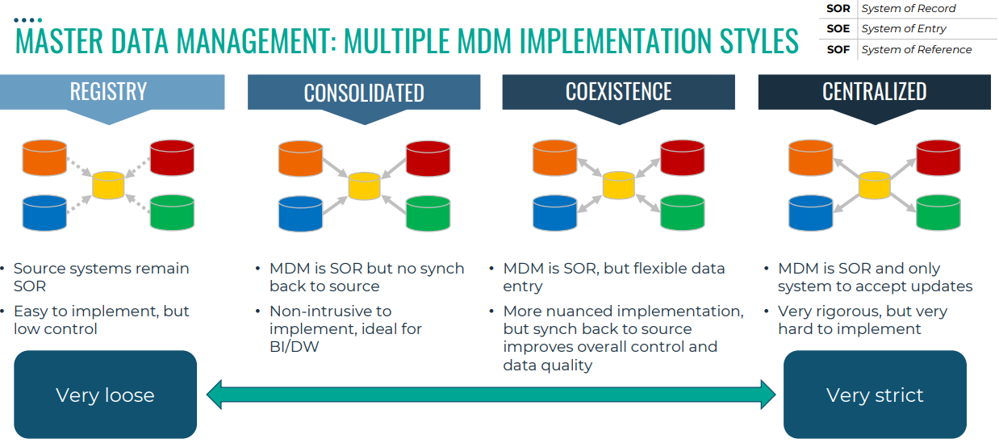 SOR System of Record
SOE System of Entry
SOF System of Reference
MASTER DATA MANAGEMENT: MULTIPLE MDM IMPLEMENTATION STYLES
REGISTRY
• Source systems remain
SOR
• Easy to implement, but
low control
CONSOLIDATED
• MDM is SOR but no synch
back to source
• Non-intrusive to
implement, ideal for
BI/DW
COEXISTENCE
• MDM is SOR, but flexible data
entry
• More nuanced implementation,
but synch back to source
improves overall control and
data quality
CENTRALIZED
• MDM is SOR and only
system to accept updates
• Very rigorous, but very
hard to implement
Very loose
Very strict